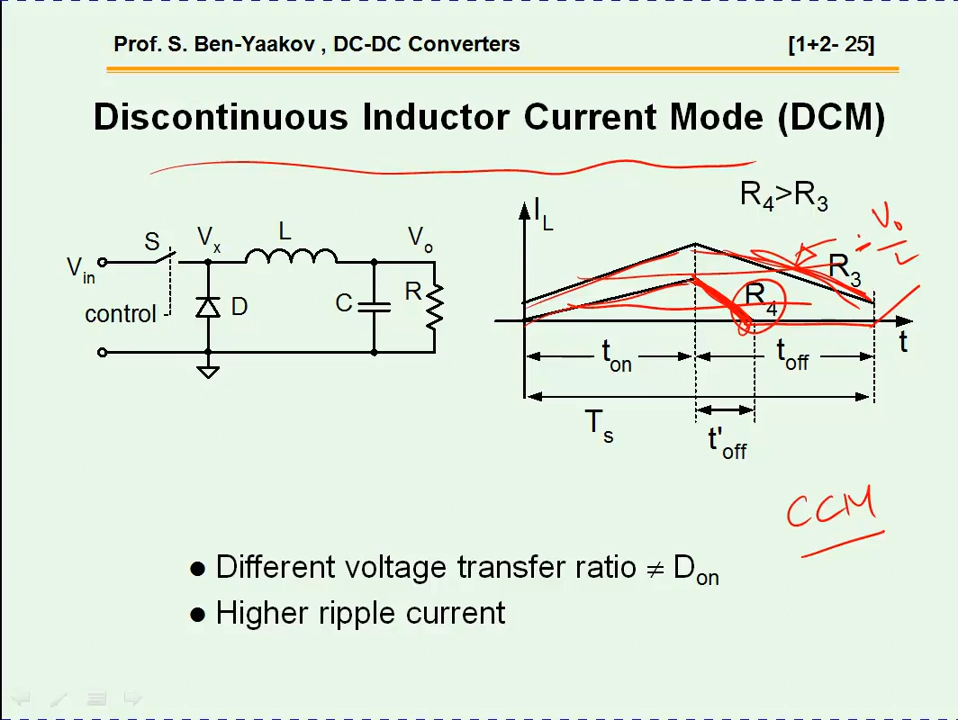 Prof. S. Ben-Yaakov , DC-DC Converters [1+2- 25]
Discontinuous Inductor Current Mode (DCM)
R4>R3
IL
Vo
L
S Vx L Vo
Vin
R3
R4
control D C R
t
ton toff
Ts
t'off
CCM
● Different voltage transfer ratio ≠ Don
● Higher ripple current